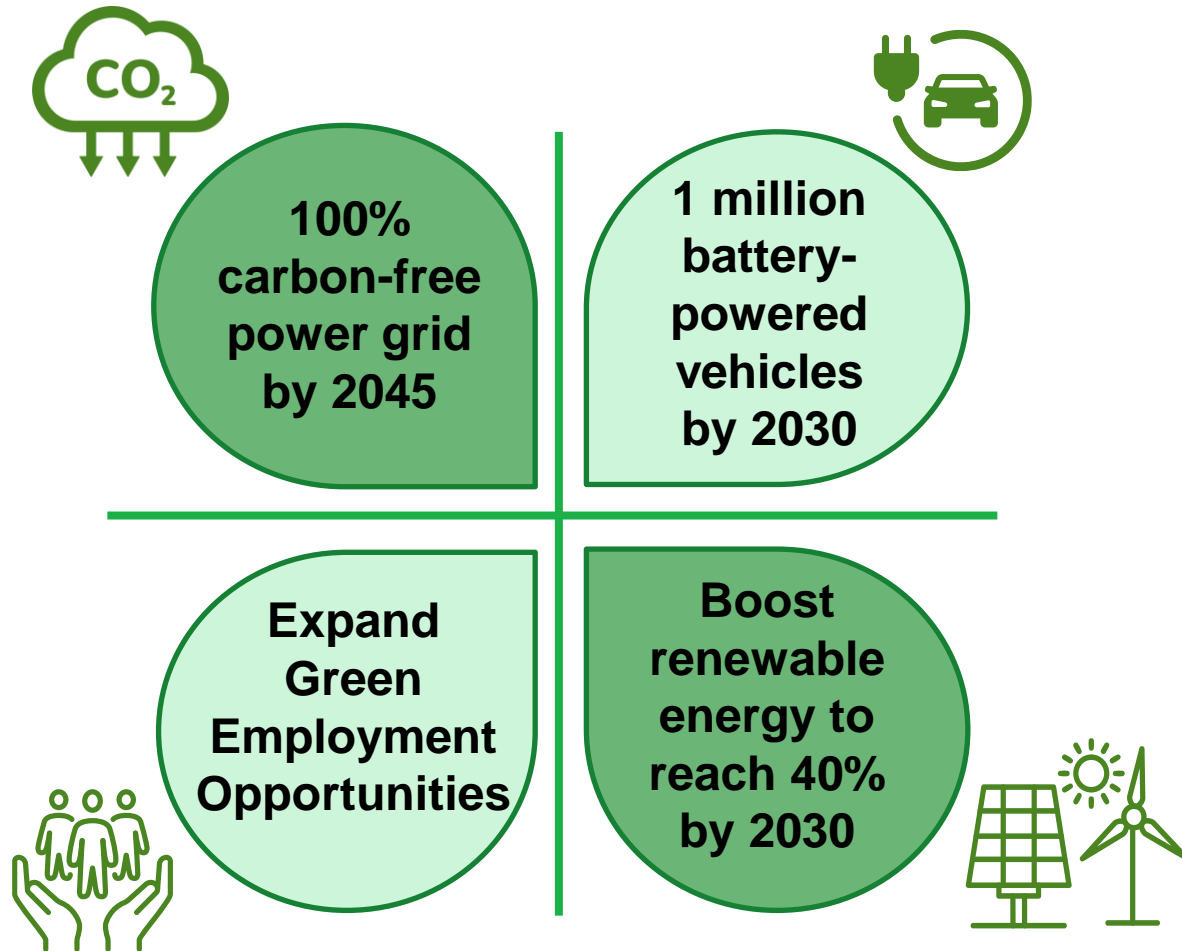 CO₂
100%
carbon-free
power grid
by 2045
1 million
battery-
powered
vehicles
by 2030
Expand
Green
Employment
Opportunities
Boost
renewable
energy to
reach 40%
by 2030